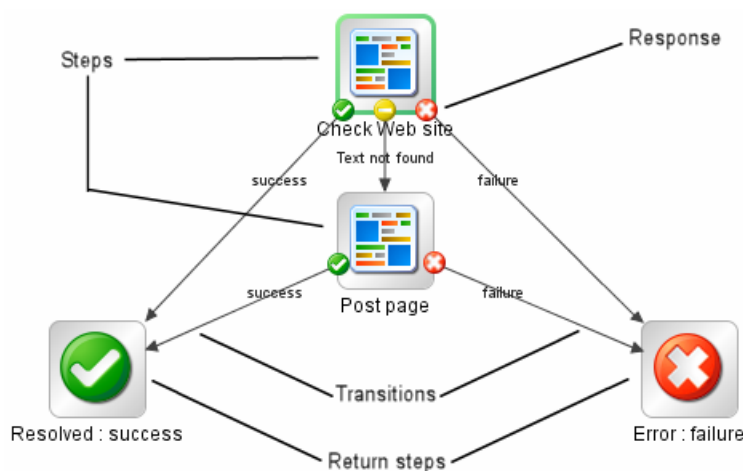 Steps
Response
Check Web site
Text not found
success
failure
success
failure
Post page
Transitions
Resolved : success
Error : failure
Return steps